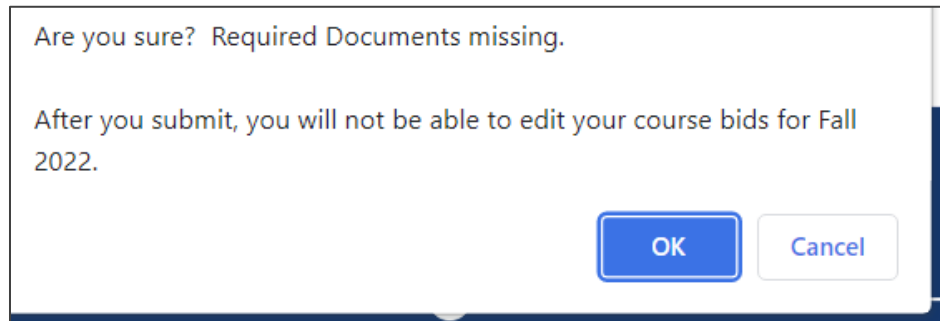 Are you sure?  Required Documents missing.
After you submit, you will not be able to edit your course bids for Fall
2022.
OK
Cancel